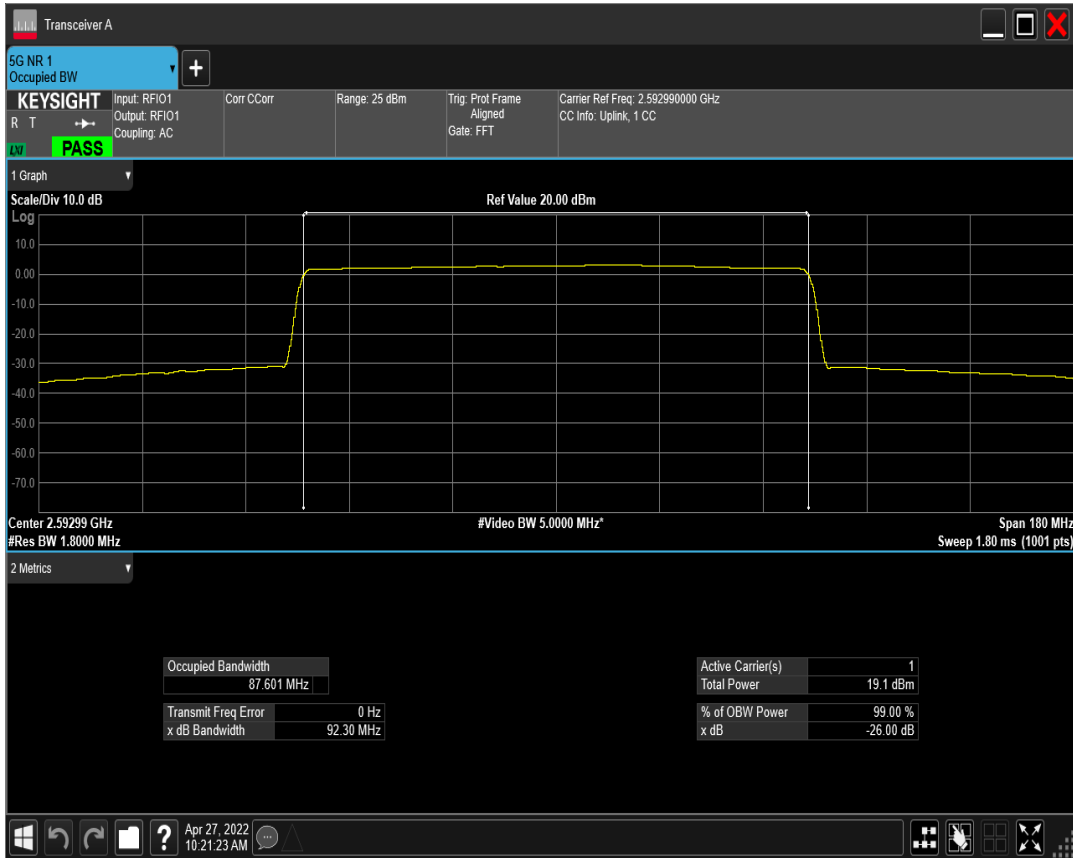 Transceiver A
5G NR 1
Occupied BW
KEYSIGHT
R T
LXI
PASS
Input: RFIO1
Output: RFIO1
Coupling: AC
Corr CCorr
Range: 25 dBm
Trig: Prot Frame
Aligned
Gate: FFT
Carrier Ref Freq: 2.592990000 GHz
CC Info: Uplink, 1 CC
1 Graph
Scale/Div 10.0 dB
Ref Value 20.00 dBm
Log
10.0
0.00
-10.0
-20.0
-30.0
-40.0
-50.0
-60.0
-70.0
Center 2.59299 GHz
#Video BW 5.0000 MHz*
Span 180 MHz
#Res BW 1.8000 MHz
Sweep 1.80 ms (1001 pts)
2 Metrics
Occupied Bandwidth
87.601 MHz
Transmit Freq Error 0 Hz
x dB Bandwidth 92.30 MHz
Active Carrier(s) 1
Total Power 19.1 dBm
% of OBW Power 99.00 %
x dB -26.00 dB
?
Apr 27, 2022
10:21:23 AM